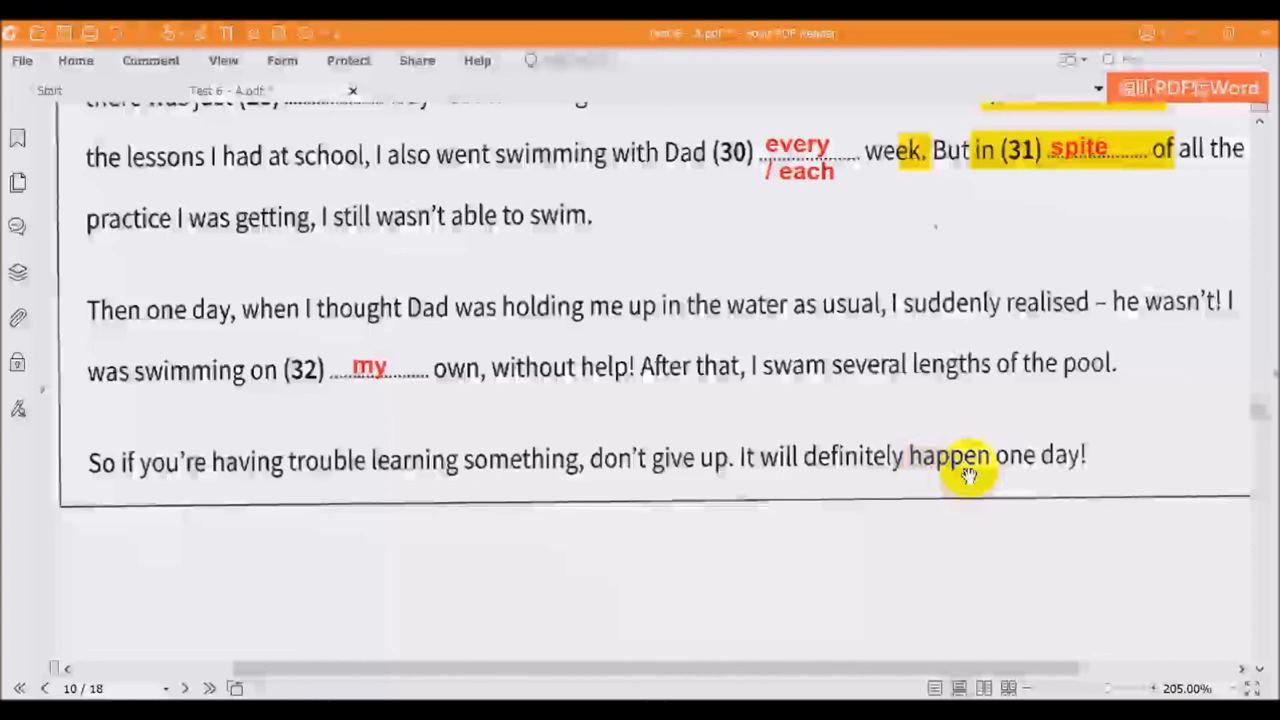 File Home Comment View Form Protect Share Help
Start Test 6 - A.pdf *
PDF Word
the lessons I had at school, I also went swimming with Dad (30) every / each week. But in (31) spite of all the
practice I was getting, I still wasn't able to swim.
Then one day, when I thought Dad was holding me up in the water as usual, I suddenly realised – he wasn't! I
was swimming on (32) my own, without help! After that, I swam several lengths of the pool.
So if you're having trouble learning something, don't give up. It will definitely happen one day!
10 / 18 205.00%